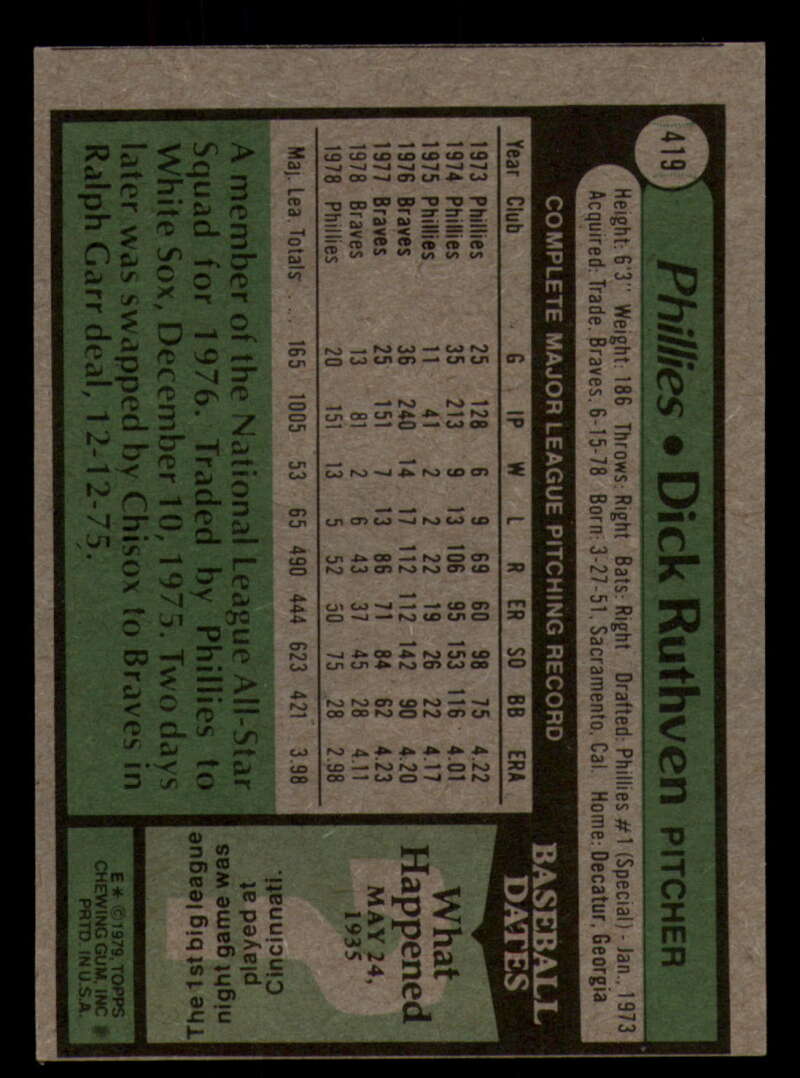 419
Phillies • Dick Ruthven PITCHER
Height: 6'3" Weight: 186 Throws: Right Bats: Right Drafted: Phillies #1 (Special) - Jan., 1973
Acquired: Trade, Braves, 6-15-78 Born: 3-27-51, Sacramento, Cal. Home: Decatur, Georgia
COMPLETE MAJOR LEAGUE PITCHING RECORD
Year Club G IP W L R ER SO BB ERA
1973 Phillies 25 128 6 9 69 60 98 75 4.22
1974 Phillies 35 213 9 13 106 95 153 116 4.01
1975 Phillies 11 41 2 2 22 19 26 22 4.17
1976 Braves 36 240 14 17 112 112 142 90 4.20
1977 Braves 25 151 7 13 86 71 84 62 4.23
1978 Braves 13 81 2 6 43 37 45 28 4.11
1978 Phillies 20 151 13 5 52 50 75 28 2.98
Maj. Lea. Totals .... 165 1005 53 65 490 444 623 421 3.98
A member of the National League All-Star
Squad for 1976. Traded by Phillies to
White Sox, December 10, 1975. Two days
later was swapped by Chisox to Braves in
Ralph Garr deal, 12-12-75.
BASEBALL
DATES
What
Happened
MAY 24,
1935
The 1st big league
night game was
played at
Cincinnati.
E* ©1979, TOPPS
CHEWING GUM, INC.
PRTD. IN U.S.A.